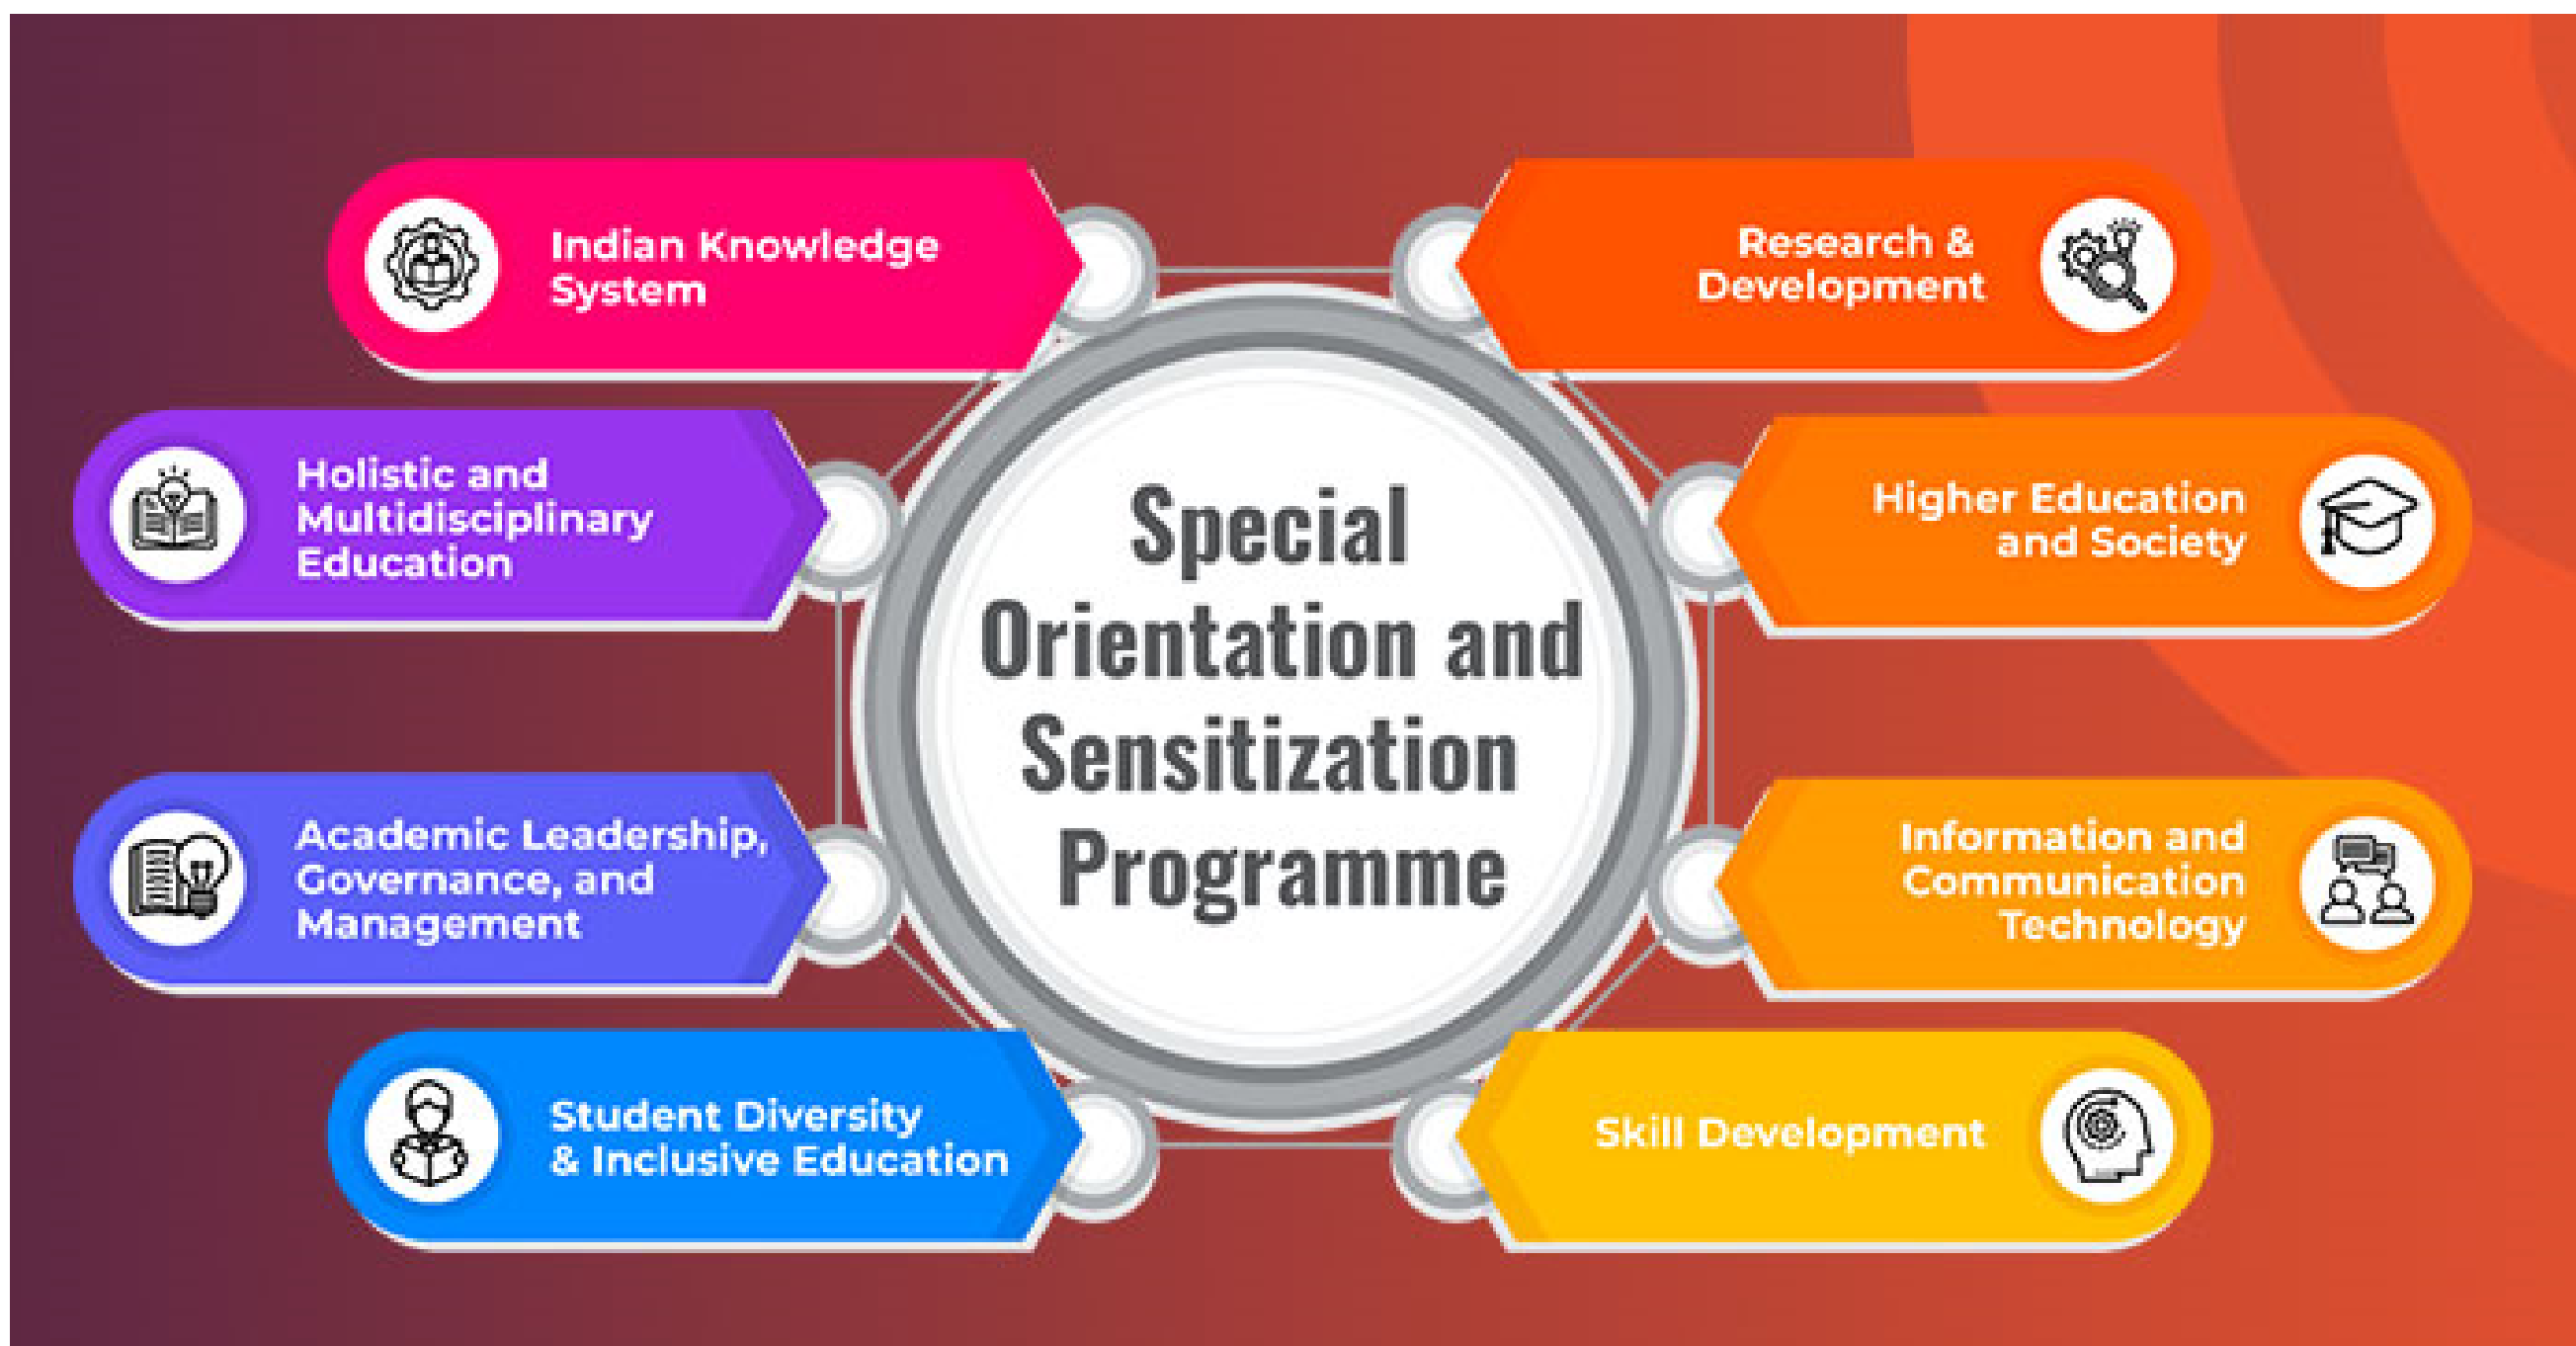 Indian Knowledge
System
Holistic and
Multidisciplinary
Education
Academic Leadership,
Governance, and
Management
Student Diversity
& Inclusive Education
Special
Orientation and
Sensitization
Programme
Research &
Development
Higher Education
and Society
Information and
Communication
Technology
Skill Development